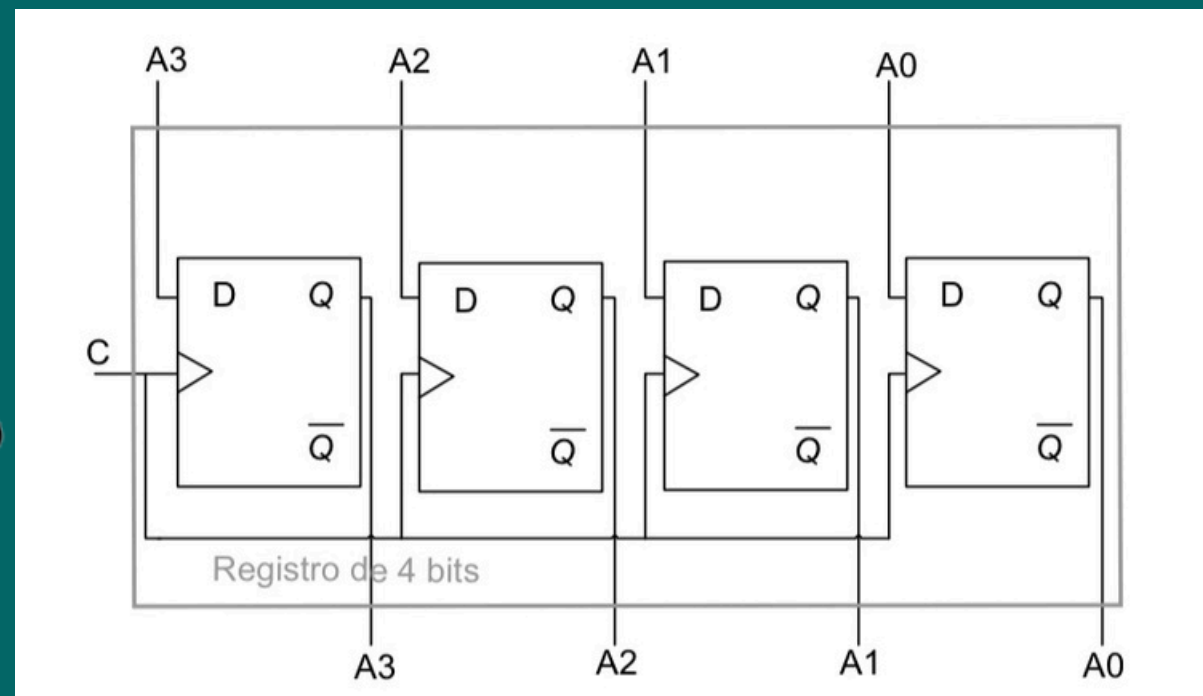 A3 A2 A1 A0
D Q D Q D Q D Q
C
Q Q Q Q
Registro de 4 bits
A3 A2 A1 A0